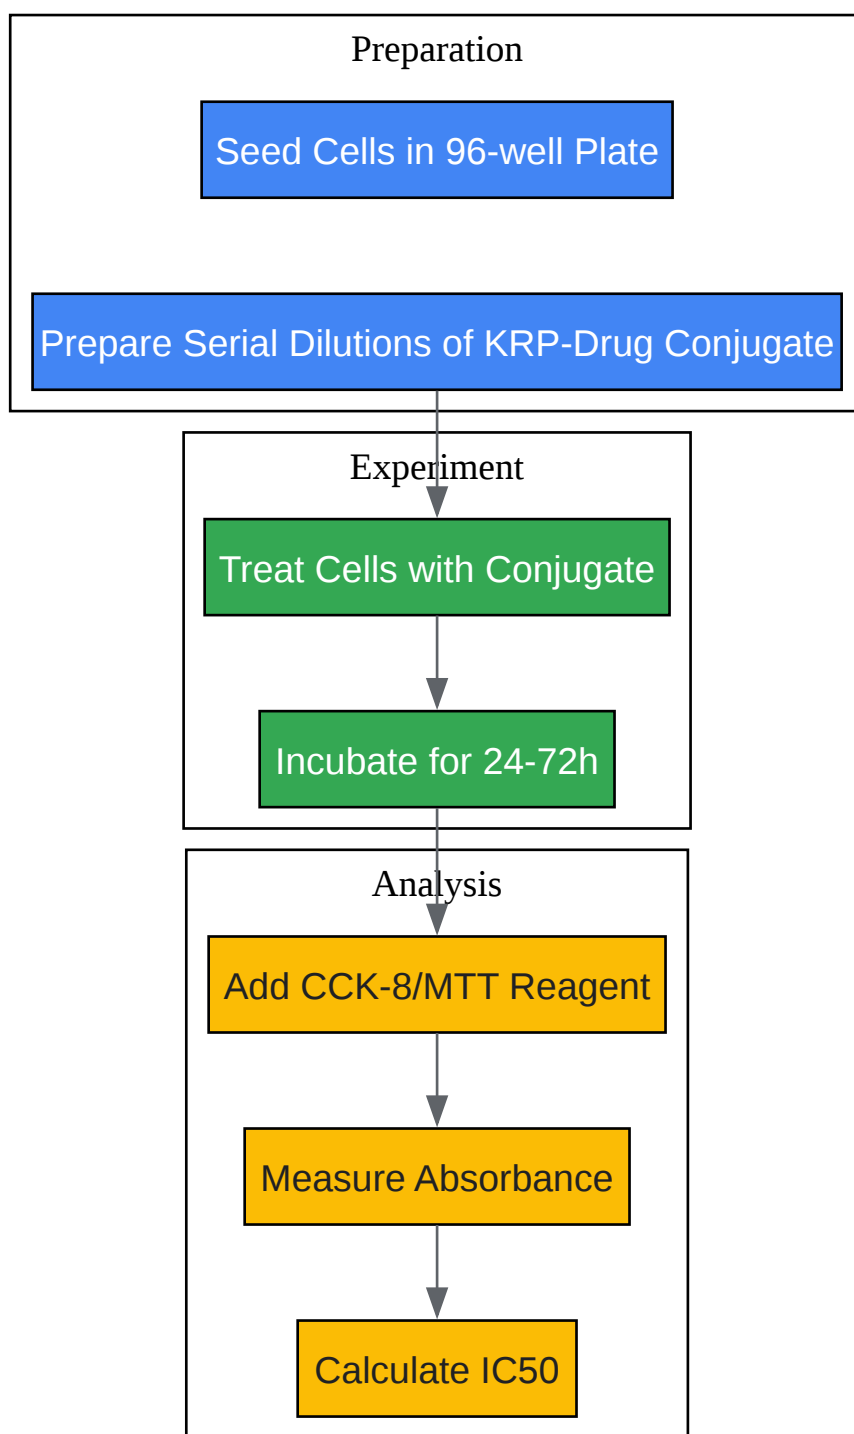 Preparation
Seed Cells in 96-well Plate
Prepare Serial Dilutions of KRP-Drug Conjugate
Experiment
Treat Cells with Conjugate
Incubate for 24-72h
Analysis
Add CCK-8/MTT Reagent
Measure Absorbance
Calculate IC50